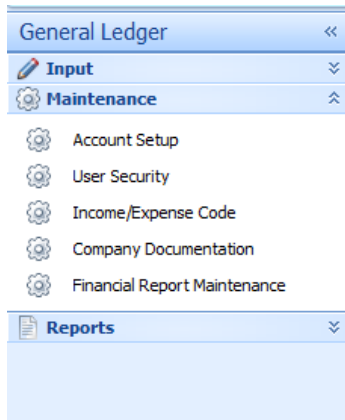 General Ledger
Input
Maintenance
Account Setup
User Security
Income/Expense Code
Company Documentation
Financial Report Maintenance
Reports